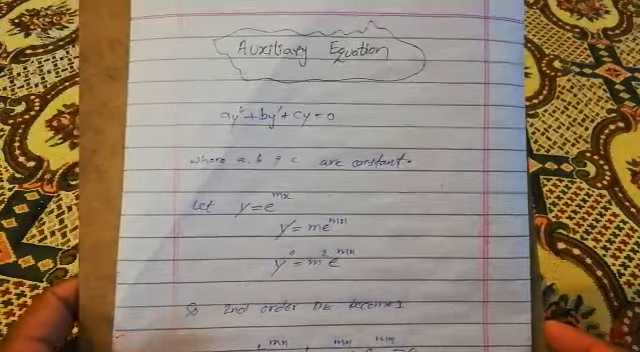 Auxiliary Equation
ay''+by'+cy=0
where a, b, & c are constant.
Let y=e^mx
y'=me^mx
y''=m²e^mx
So 2nd order DE becomes